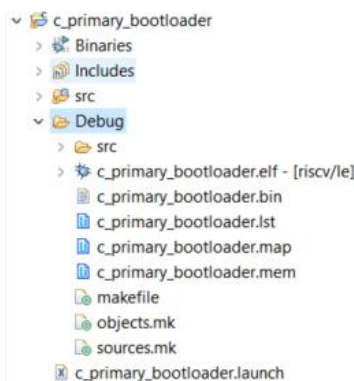 c_primary_bootloader
Binaries
Includes
src
Debug
src
c_primary_bootloader.elf - [riscv/le]
c_primary_bootloader.bin
c_primary_bootloader.lst
c_primary_bootloader.map
c_primary_bootloader.mem
makefile
objects.mk
sources.mk
c_primary_bootloader.launch